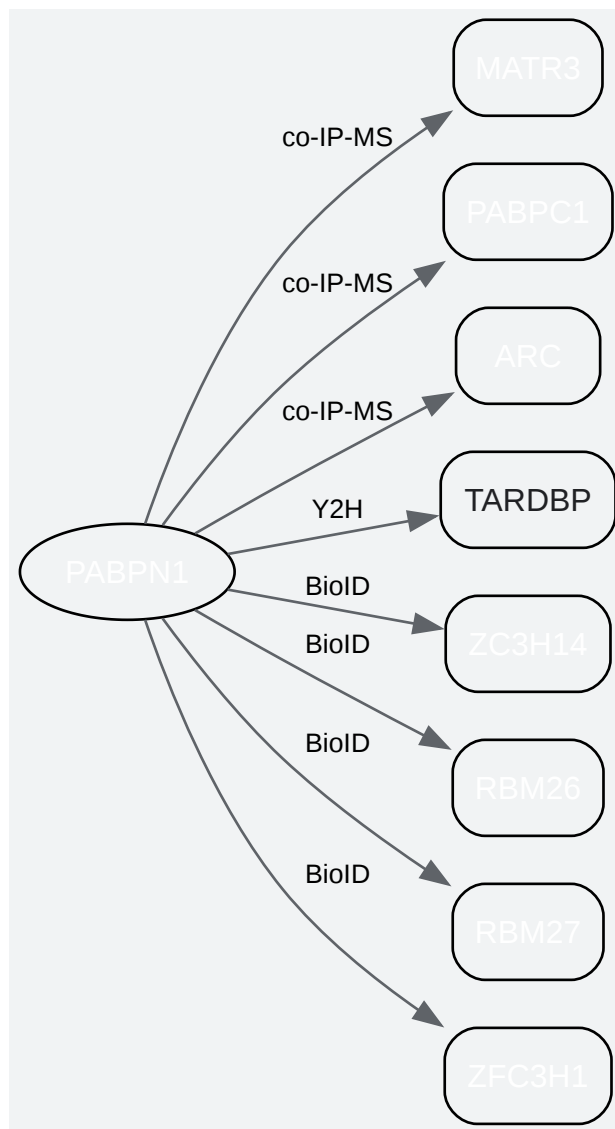 MATR3
co-IP-MS
PABPC1
co-IP-MS
ARC
co-IP-MS
TARDBP
Y2H
PABPN1
BioID
ZC3H14
BioID
RBM26
BioID
RBM27
BioID
ZFC3H1